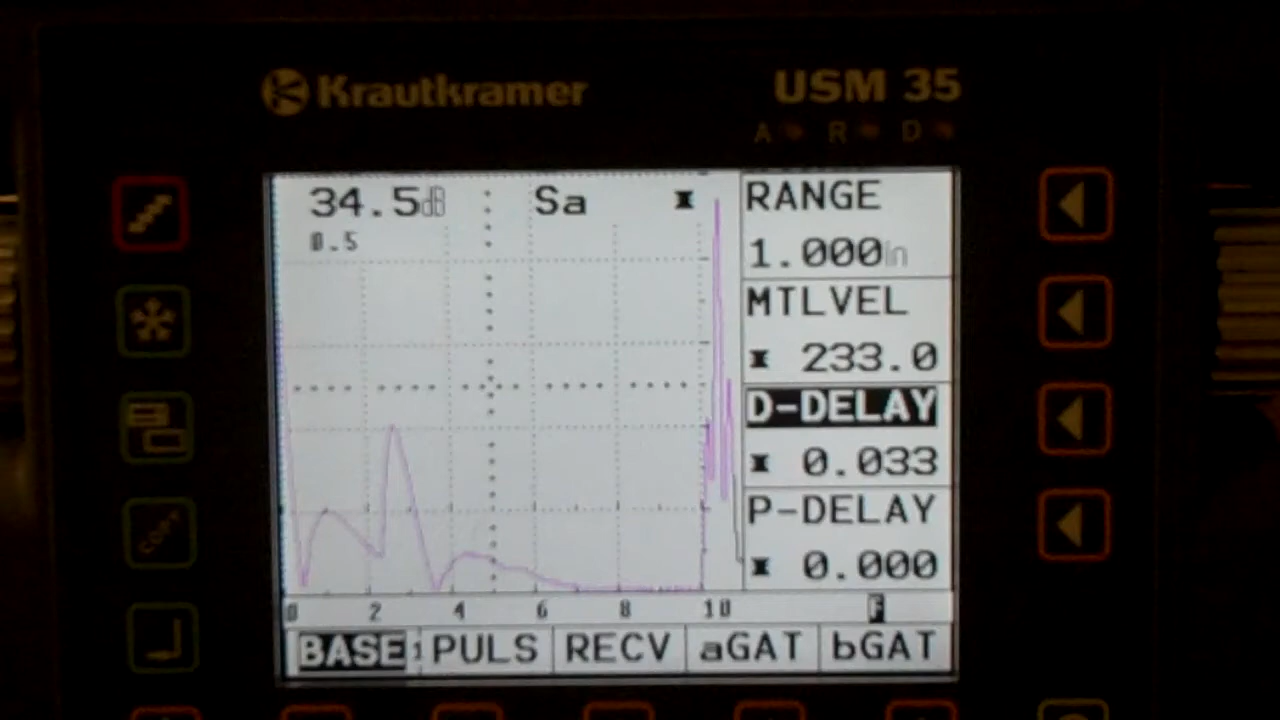 Krautkramer USM 35
A R D
34.5dB Sa
0.5
RANGE
1.000in
MTLVEL
233.0
D-DELAY
0.033
P-DELAY
0.000
0 2 4 6 8 10 F
BASE PULS RECV aGAT bGAT
COPY